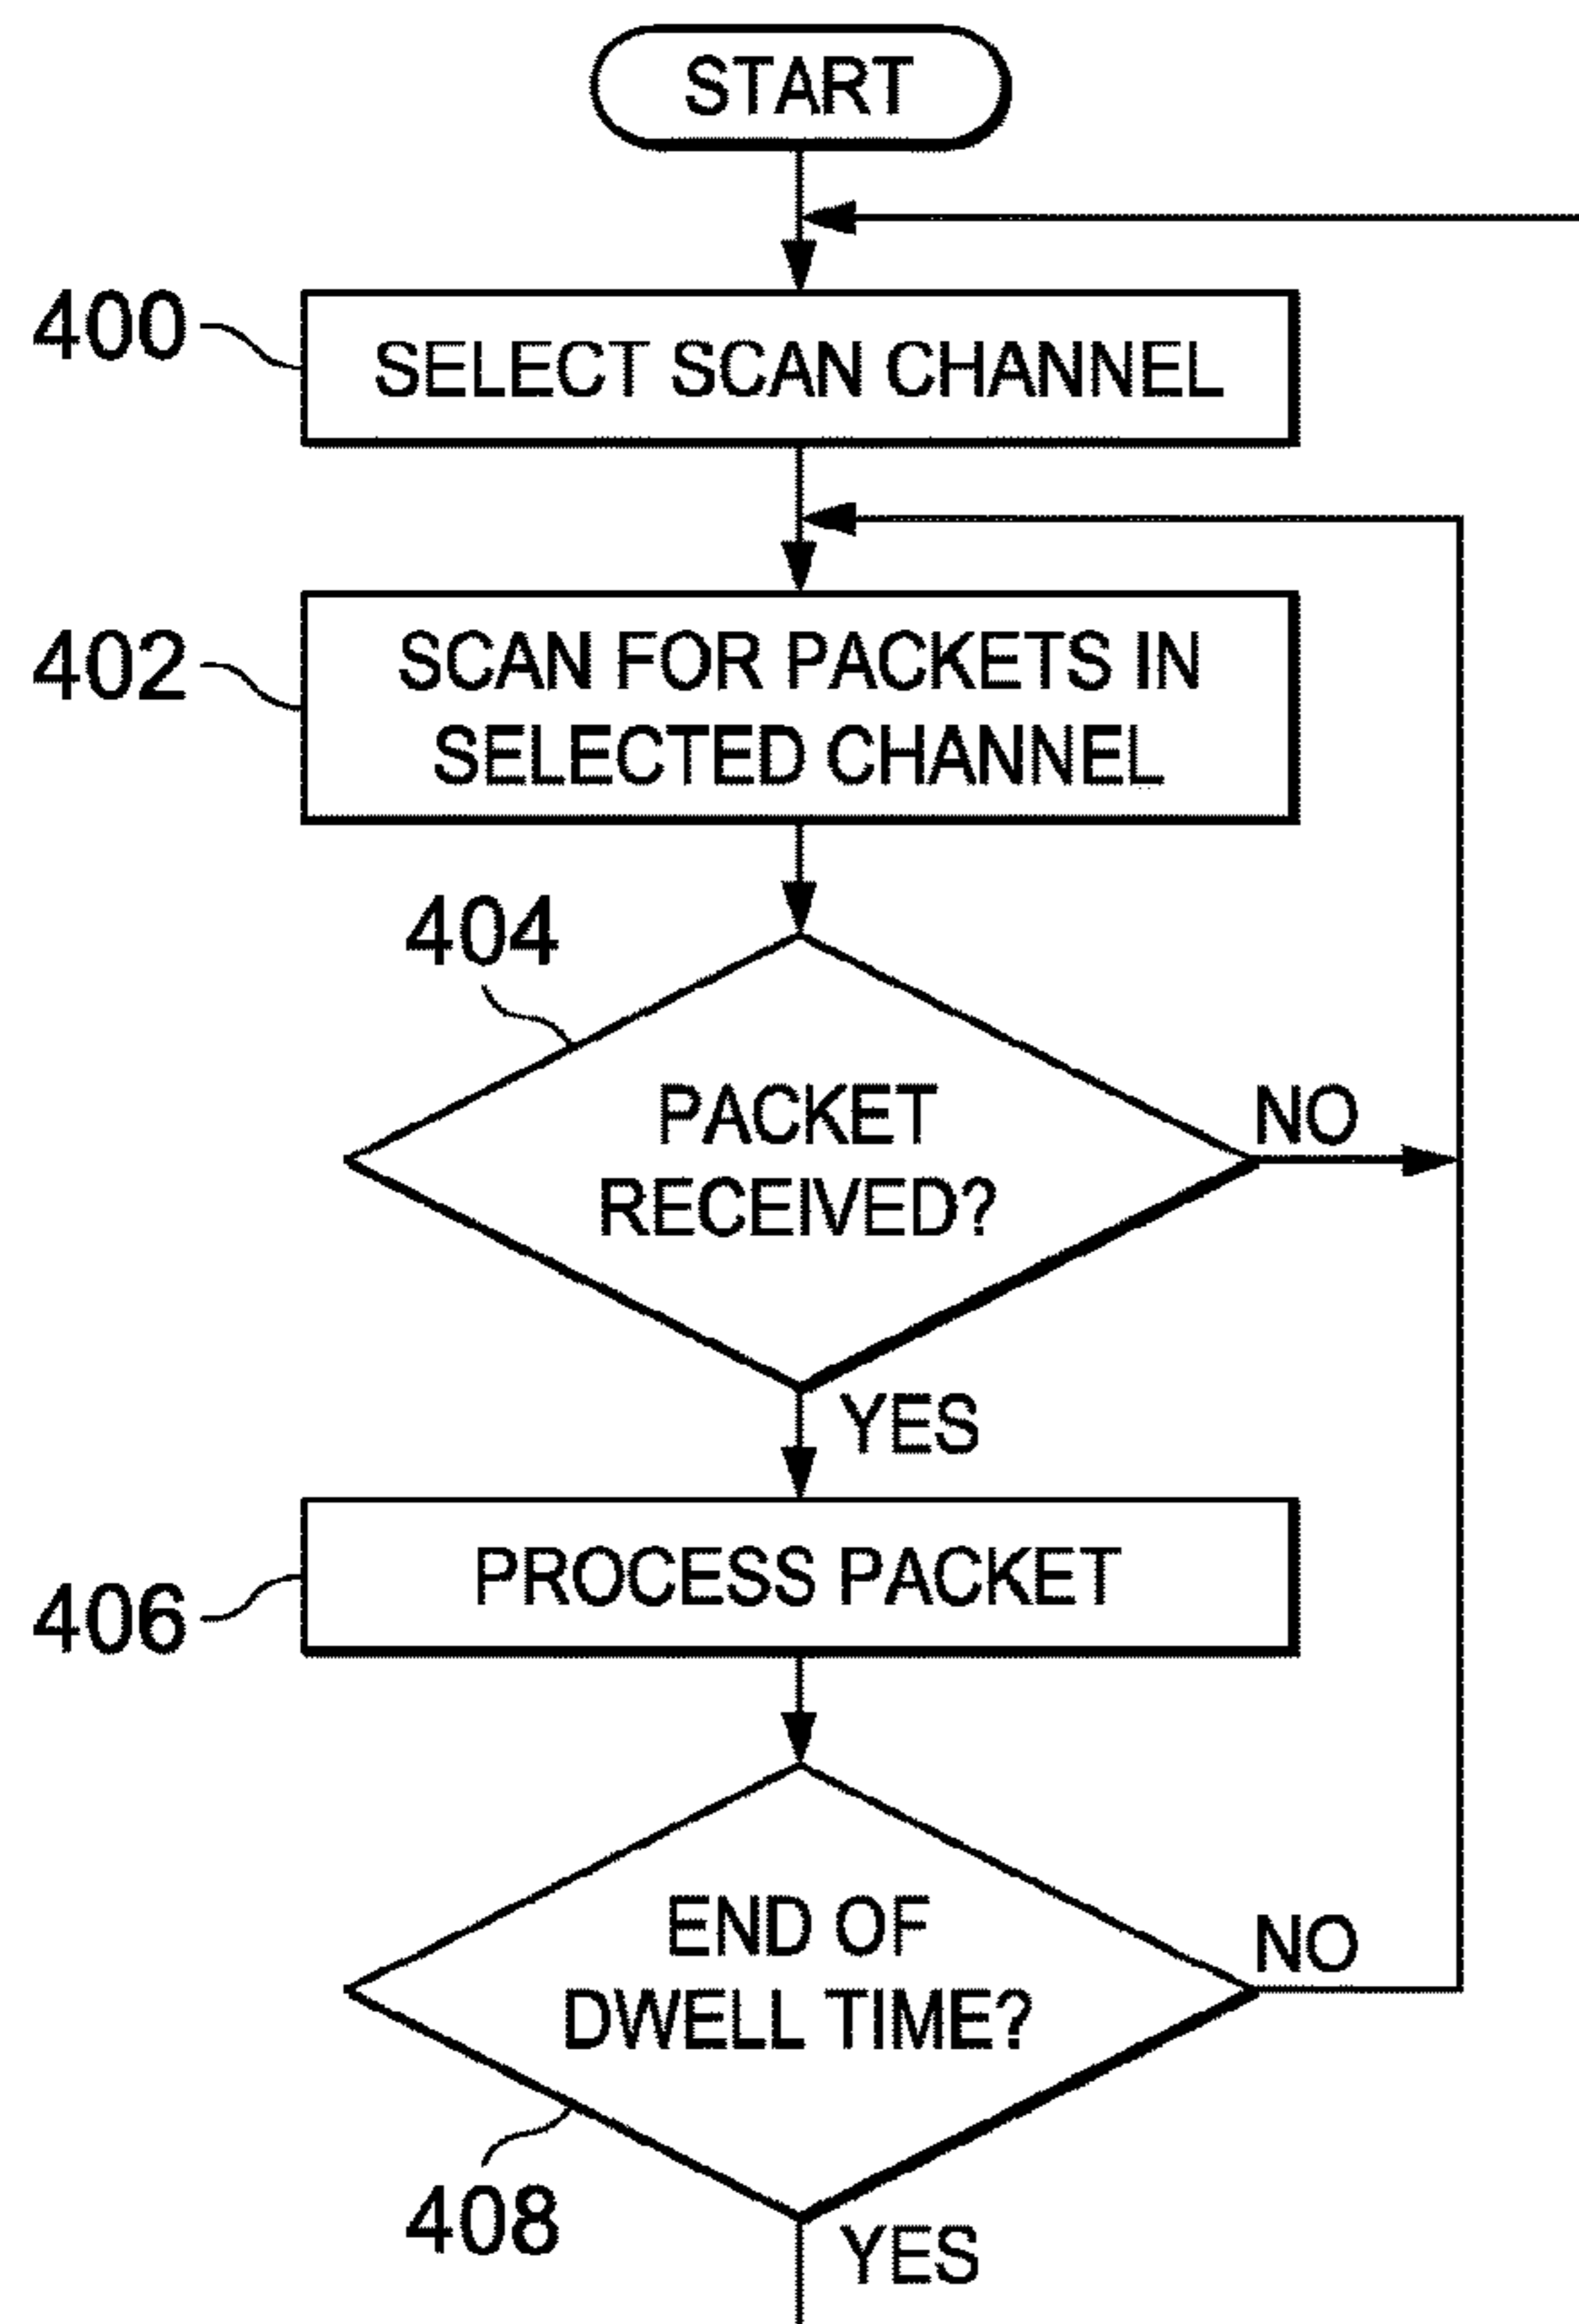 START
400
SELECT SCAN CHANNEL
402
SCAN FOR PACKETS IN
SELECTED CHANNEL
404
PACKET
RECEIVED?
NO
YES
406
PROCESS PACKET
END OF
DWELL TIME?
NO
408
YES